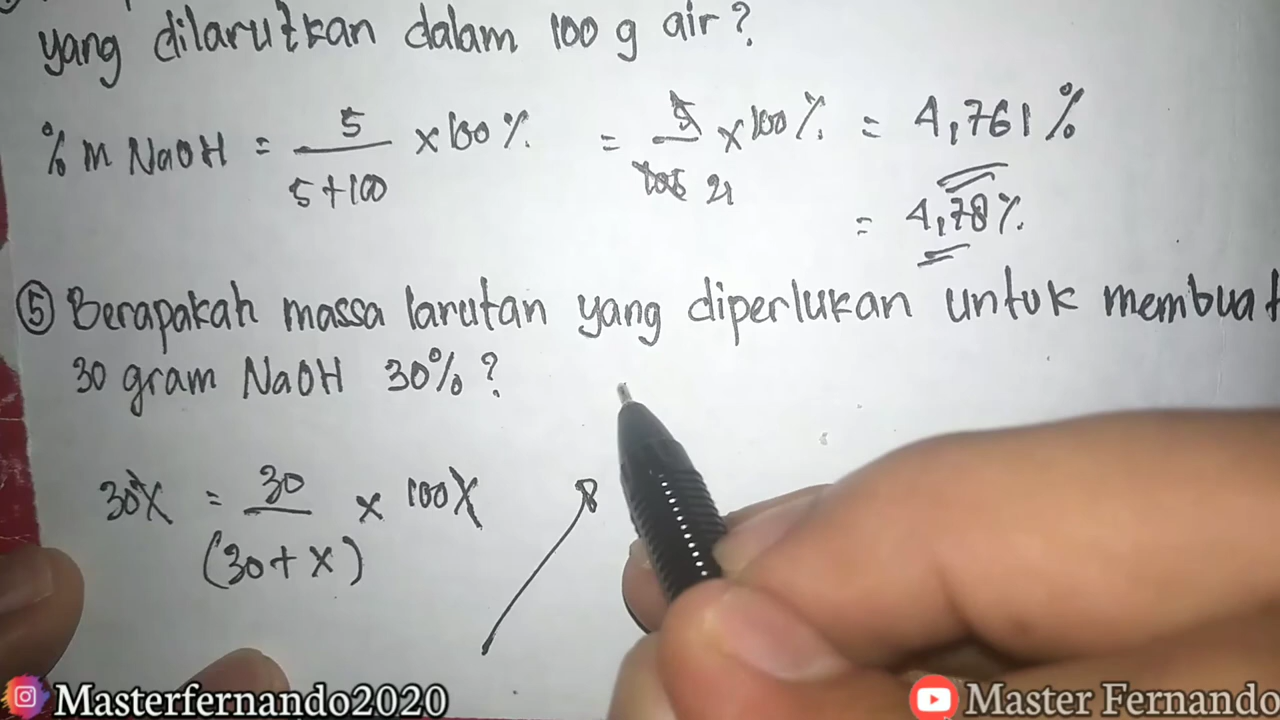 yang dilarutkan dalam 100 g air?
% m NaOH = 5 / 5+100 x 100% = 5 / 105 21 x 100% = 4,761%
= 4,78%
⑤ Berapakah massa larutan yang diperlukan untuk membuat
30 gram NaOH 30%?
30% = 30 / (30 + x) x 100%
Masterfernando2020
Master Fernando